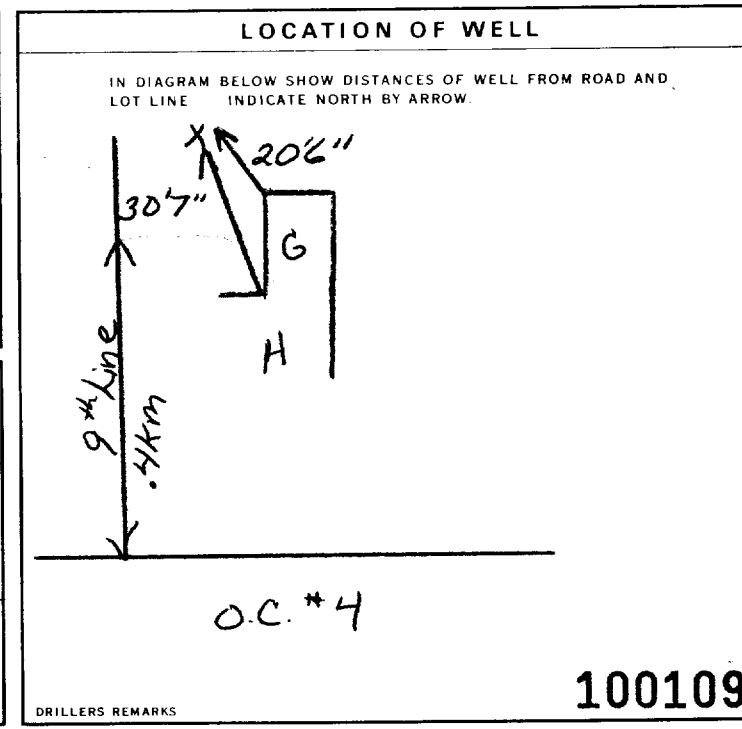 LOCATION OF WELL
IN DIAGRAM BELOW SHOW DISTANCES OF WELL FROM ROAD AND
LOT LINE INDICATE NORTH BY ARROW.
X
20'6"
30'7"
G
H
9th Line
.4Km
O.C. #4
DRILLERS REMARKS
100109